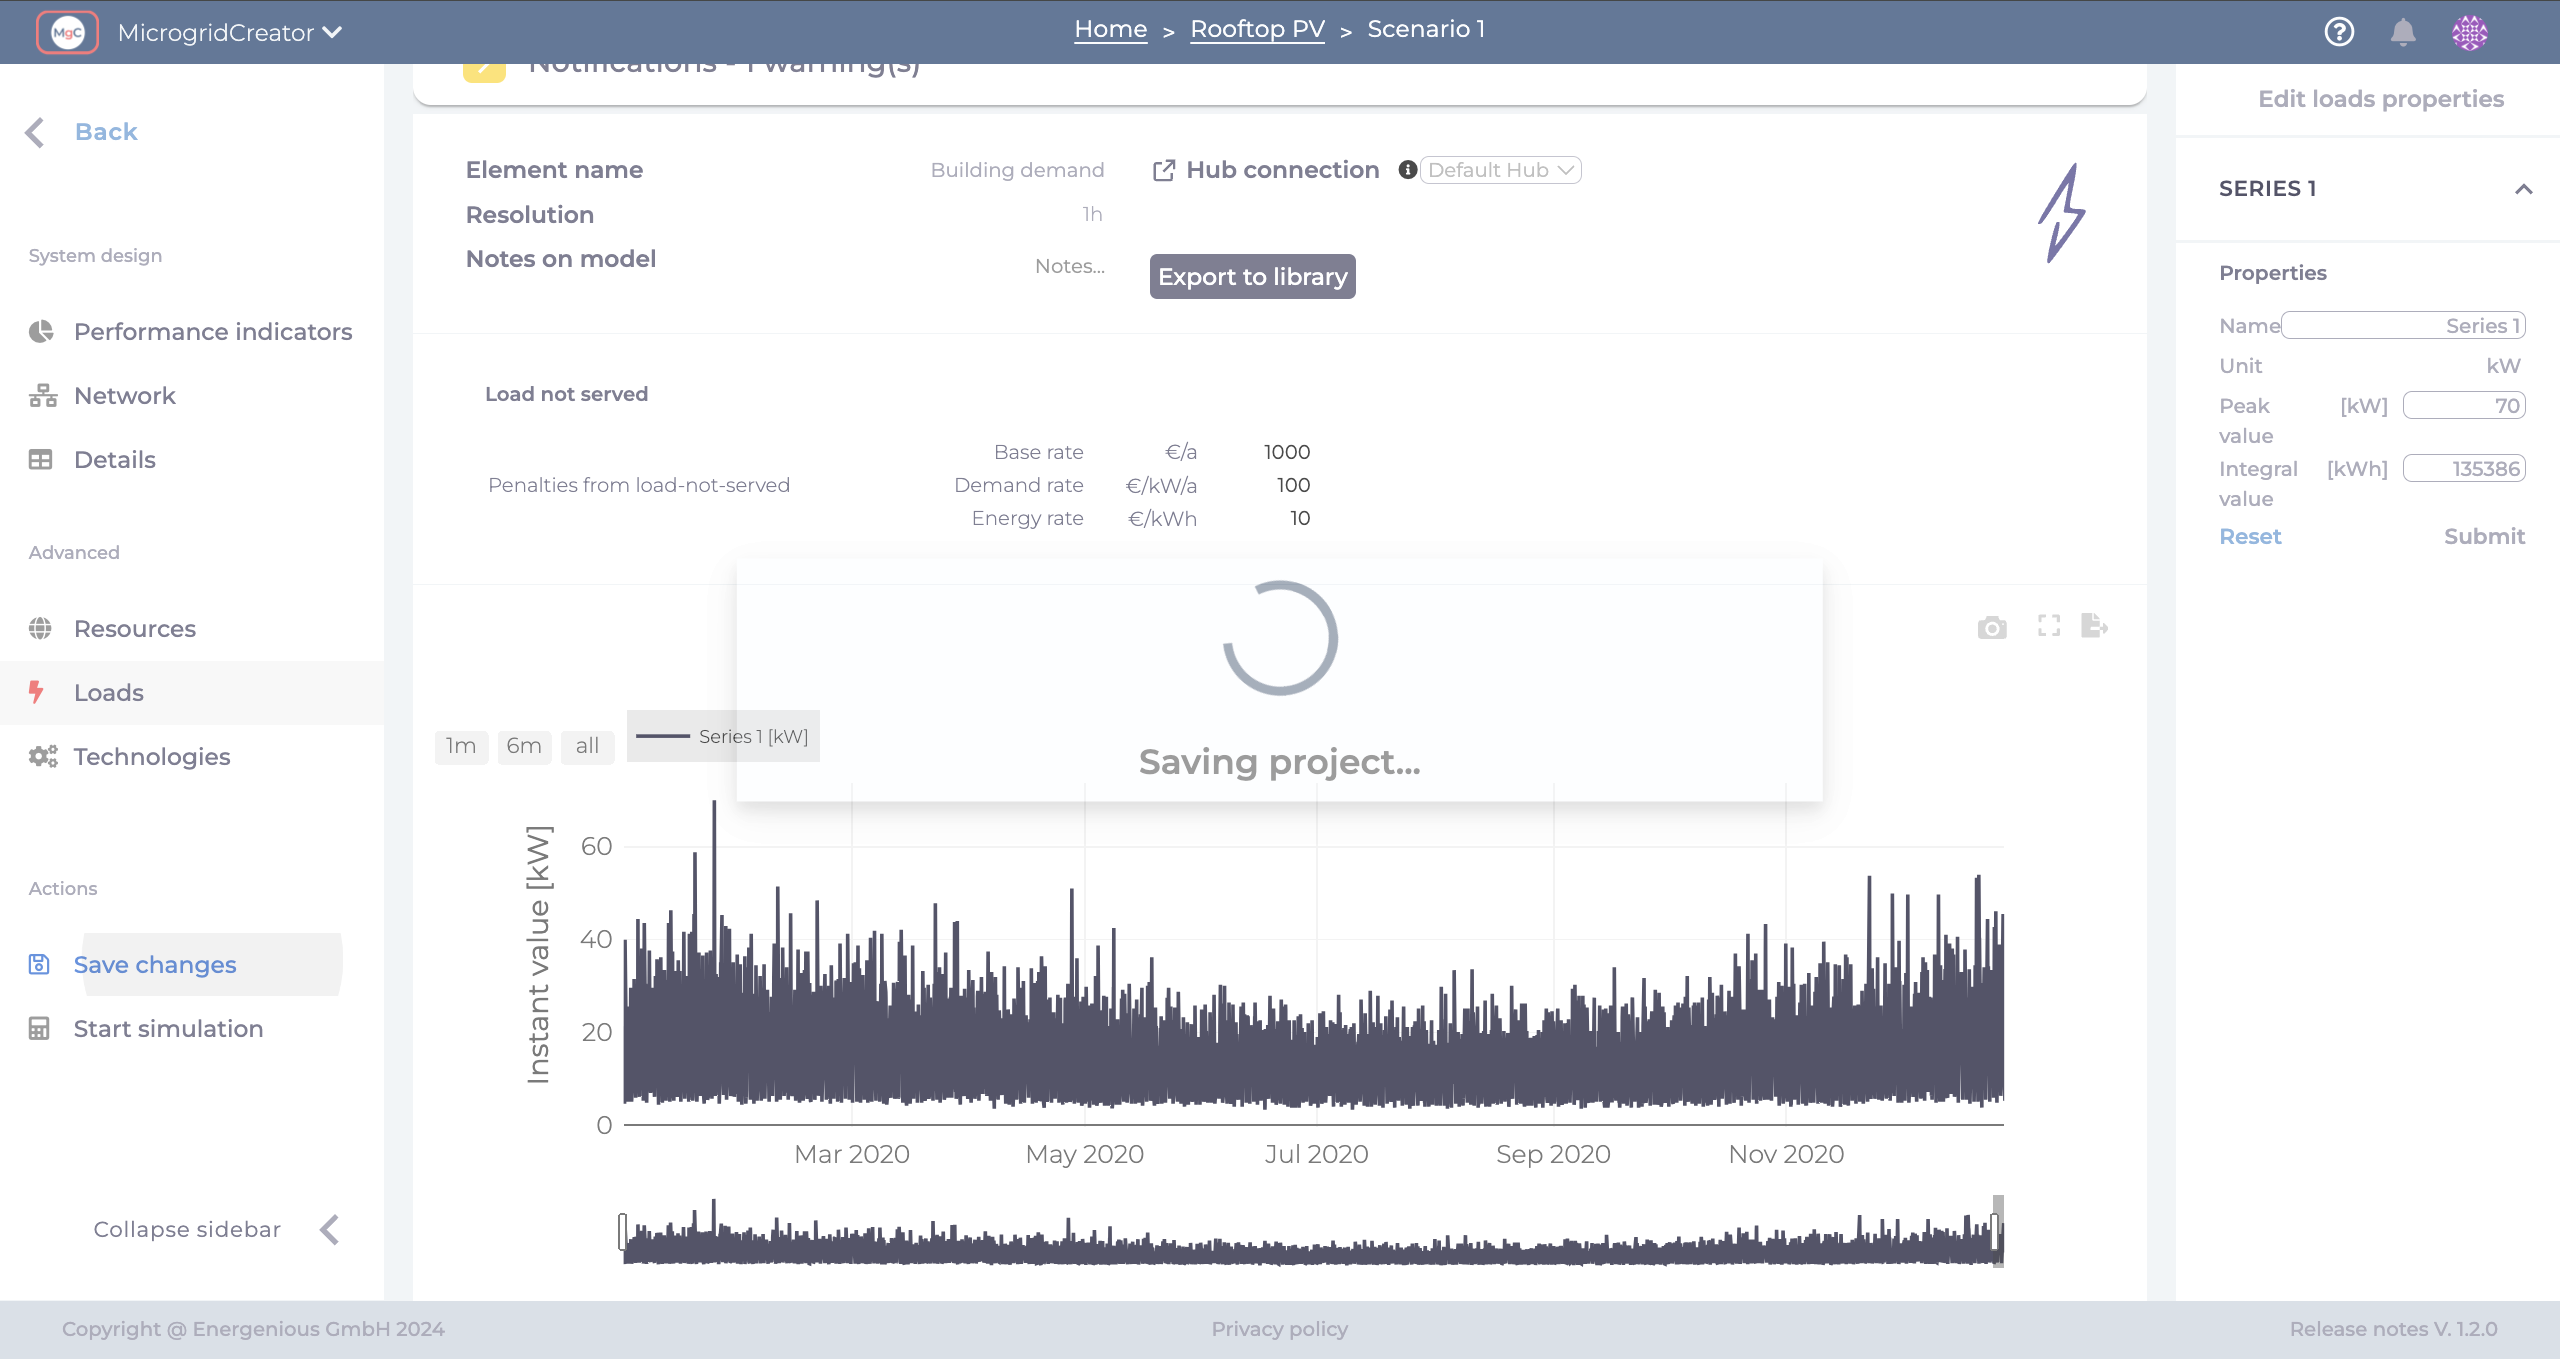 MgC MicrogridCreator
Home > Rooftop PV > Scenario 1
Notifications - 1 warning(s)
Back
System design
Performance indicators
Network
Details
Advanced
Resources
Loads
Technologies
Actions
Save changes
Start simulation
Collapse sidebar
Element name Building demand
Resolution 1h
Notes on model Notes...
Hub connection Default Hub
Export to library
Load not served
Penalties from load-not-served
Base rate €/a 1000
Demand rate €/kW/a 100
Energy rate €/kWh 10
Saving project...
1m 6m all
Series 1 [kW]
Instant value [kW]
60
40
20
0
Mar 2020 May 2020 Jul 2020 Sep 2020 Nov 2020
Edit loads properties
SERIES 1
Properties
Name Series 1
Unit kW
Peak [kW] 70
value
Integral [kWh] 135386
value
Reset Submit
Copyright @ Energenious GmbH 2024
Privacy policy
Release notes V. 1.2.0